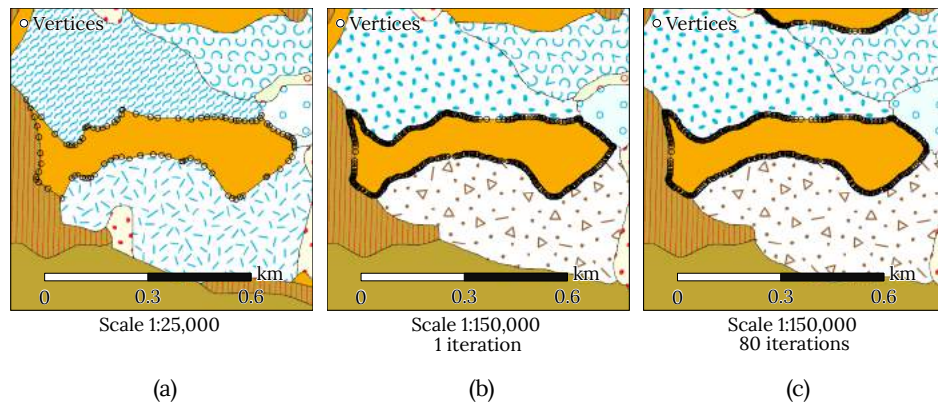 Vertices
km
0 0.3 0.6
Scale 1:25,000
(a)
Vertices
km
0 0.3 0.6
Scale 1:150,000
1 iteration
(b)
Vertices
km
0 0.3 0.6
Scale 1:150,000
80 iterations
(c)